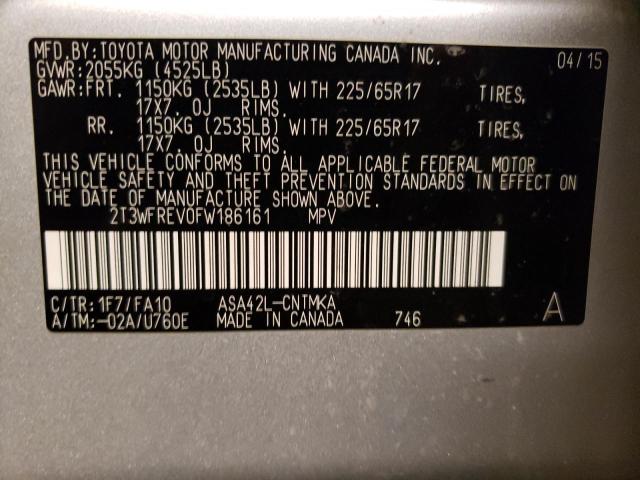 MFD.BY:TOYOTA MOTOR MANUFACTURING CANADA INC. 04/15
GVWR:2055KG (4525LB)
GAWR:FRT. 1150KG (2535LB) WITH 225/65R17 TIRES,
17X7. 0J RIMS.
RR. 1150KG (2535LB) WITH 225/65R17 TIRES,
17X7. 0J RIMS.
THIS VEHICLE CONFORMS TO ALL APPLICABLE FEDERAL MOTOR
VEHICLE SAFETY AND THEFT PREVENTION STANDARDS IN EFFECT ON
THE DATE OF MANUFACTURE SHOWN ABOVE.
2T3WFREV0FW186161 MPV
C/TR:1F7/FA10 ASA42L-CNTMKA
A/TM:-02A/U760E MADE IN CANADA 746 A